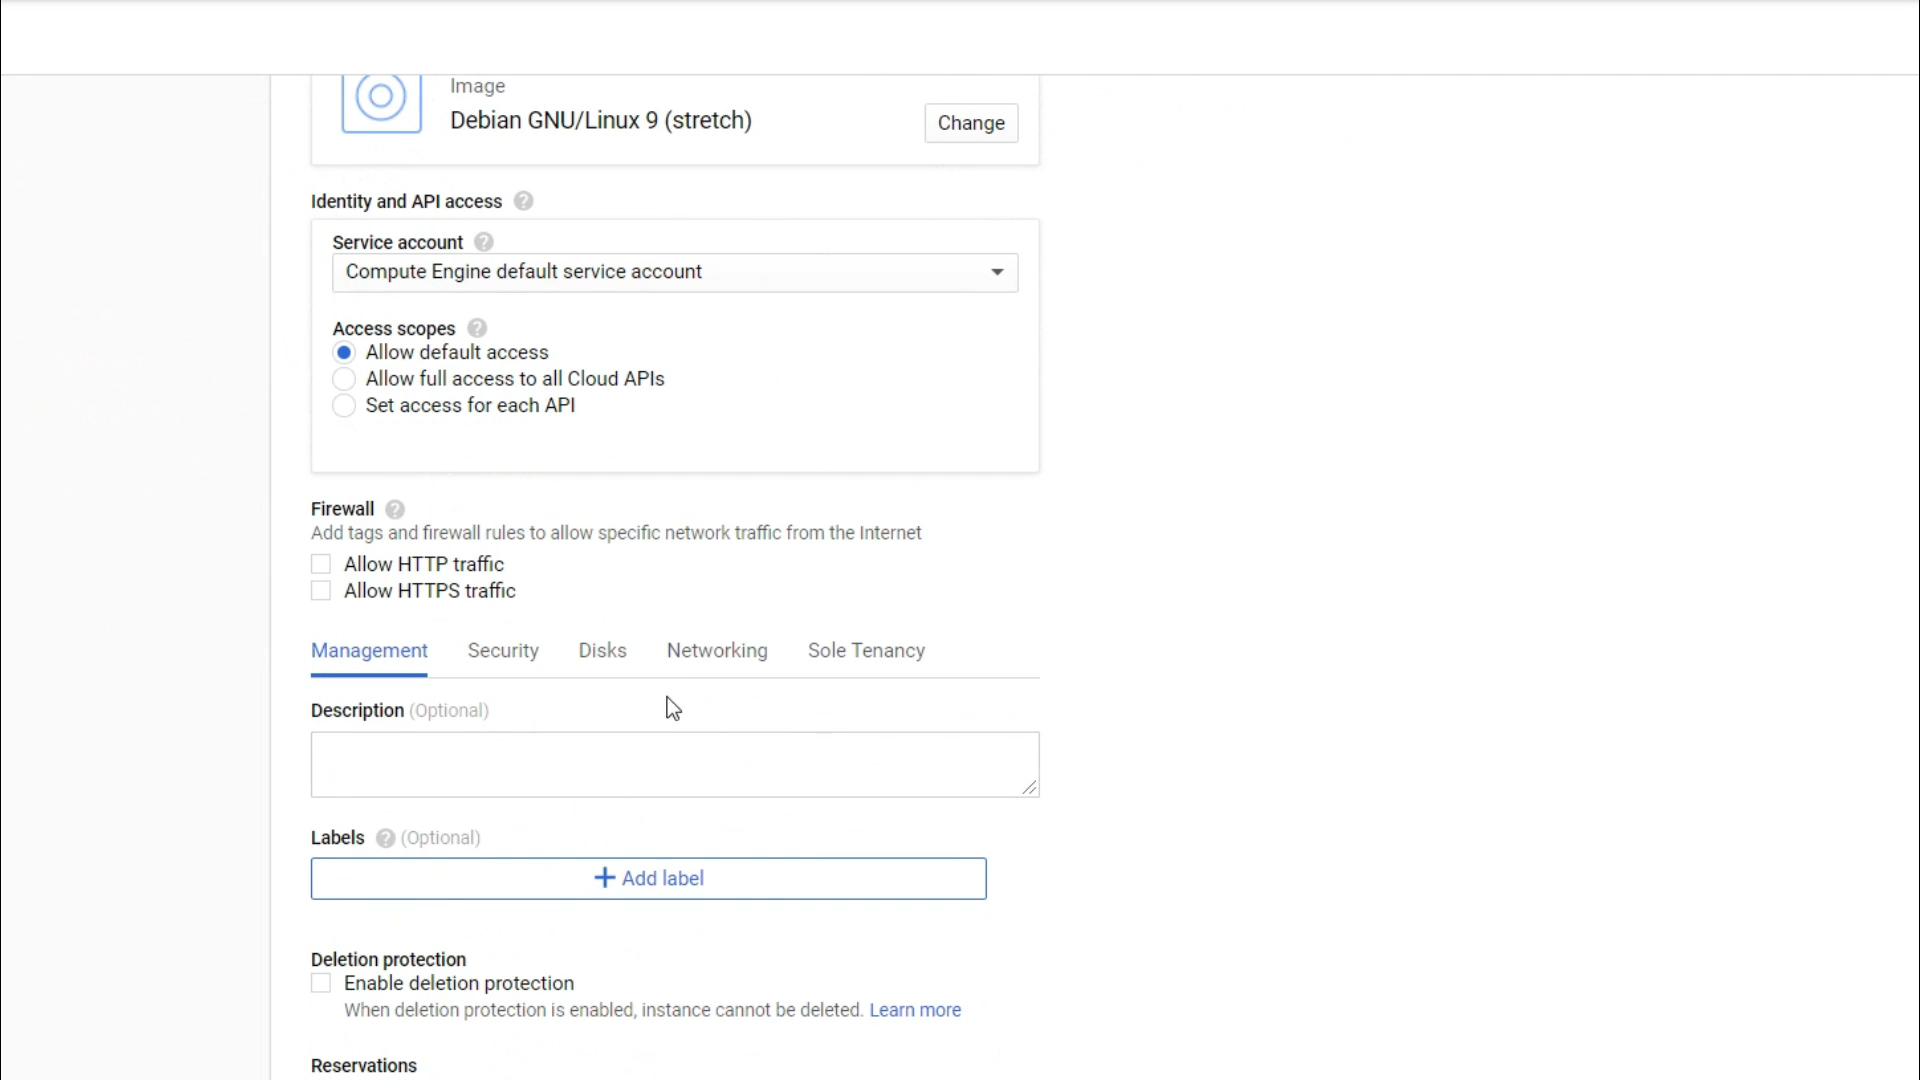 Image
Debian GNU/Linux 9 (stretch)
Change
Identity and API access ?
Service account ?
Compute Engine default service account
Access scopes ?
Allow default access
Allow full access to all Cloud APIs
Set access for each API
Firewall ?
Add tags and firewall rules to allow specific network traffic from the Internet
Allow HTTP traffic
Allow HTTPS traffic
Management Security Disks Networking Sole Tenancy
Description (Optional)
Labels ? (Optional)
+ Add label
Deletion protection
Enable deletion protection
When deletion protection is enabled, instance cannot be deleted. Learn more
Reservations